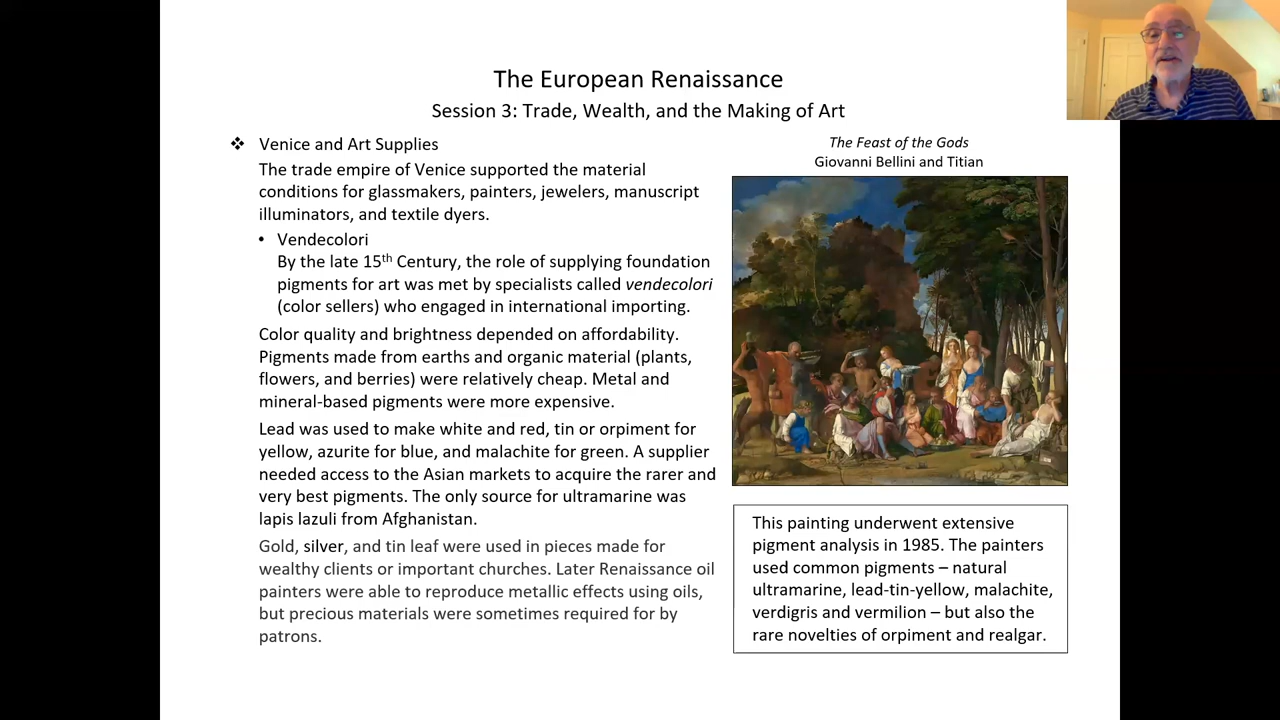 The European Renaissance
Session 3: Trade, Wealth, and the Making of Art
❖ Venice and Art Supplies
The trade empire of Venice supported the material
conditions for glassmakers, painters, jewelers, manuscript
illuminators, and textile dyers.
• Vendecolori
By the late 15th Century, the role of supplying foundation
pigments for art was met by specialists called vendecolori
(color sellers) who engaged in international importing.
Color quality and brightness depended on affordability.
Pigments made from earths and organic material (plants,
flowers, and berries) were relatively cheap. Metal and
mineral-based pigments were more expensive.
Lead was used to make white and red, tin or orpiment for
yellow, azurite for blue, and malachite for green. A supplier
needed access to the Asian markets to acquire the rarer and
very best pigments. The only source for ultramarine was
lapis lazuli from Afghanistan.
Gold, silver, and tin leaf were used in pieces made for
wealthy clients or important churches. Later Renaissance oil
painters were able to reproduce metallic effects using oils,
but precious materials were sometimes required for by
patrons.
The Feast of the Gods
Giovanni Bellini and Titian
This painting underwent extensive
pigment analysis in 1985. The painters
used common pigments – natural
ultramarine, lead-tin-yellow, malachite,
verdigris and vermilion – but also the
rare novelties of orpiment and realgar.